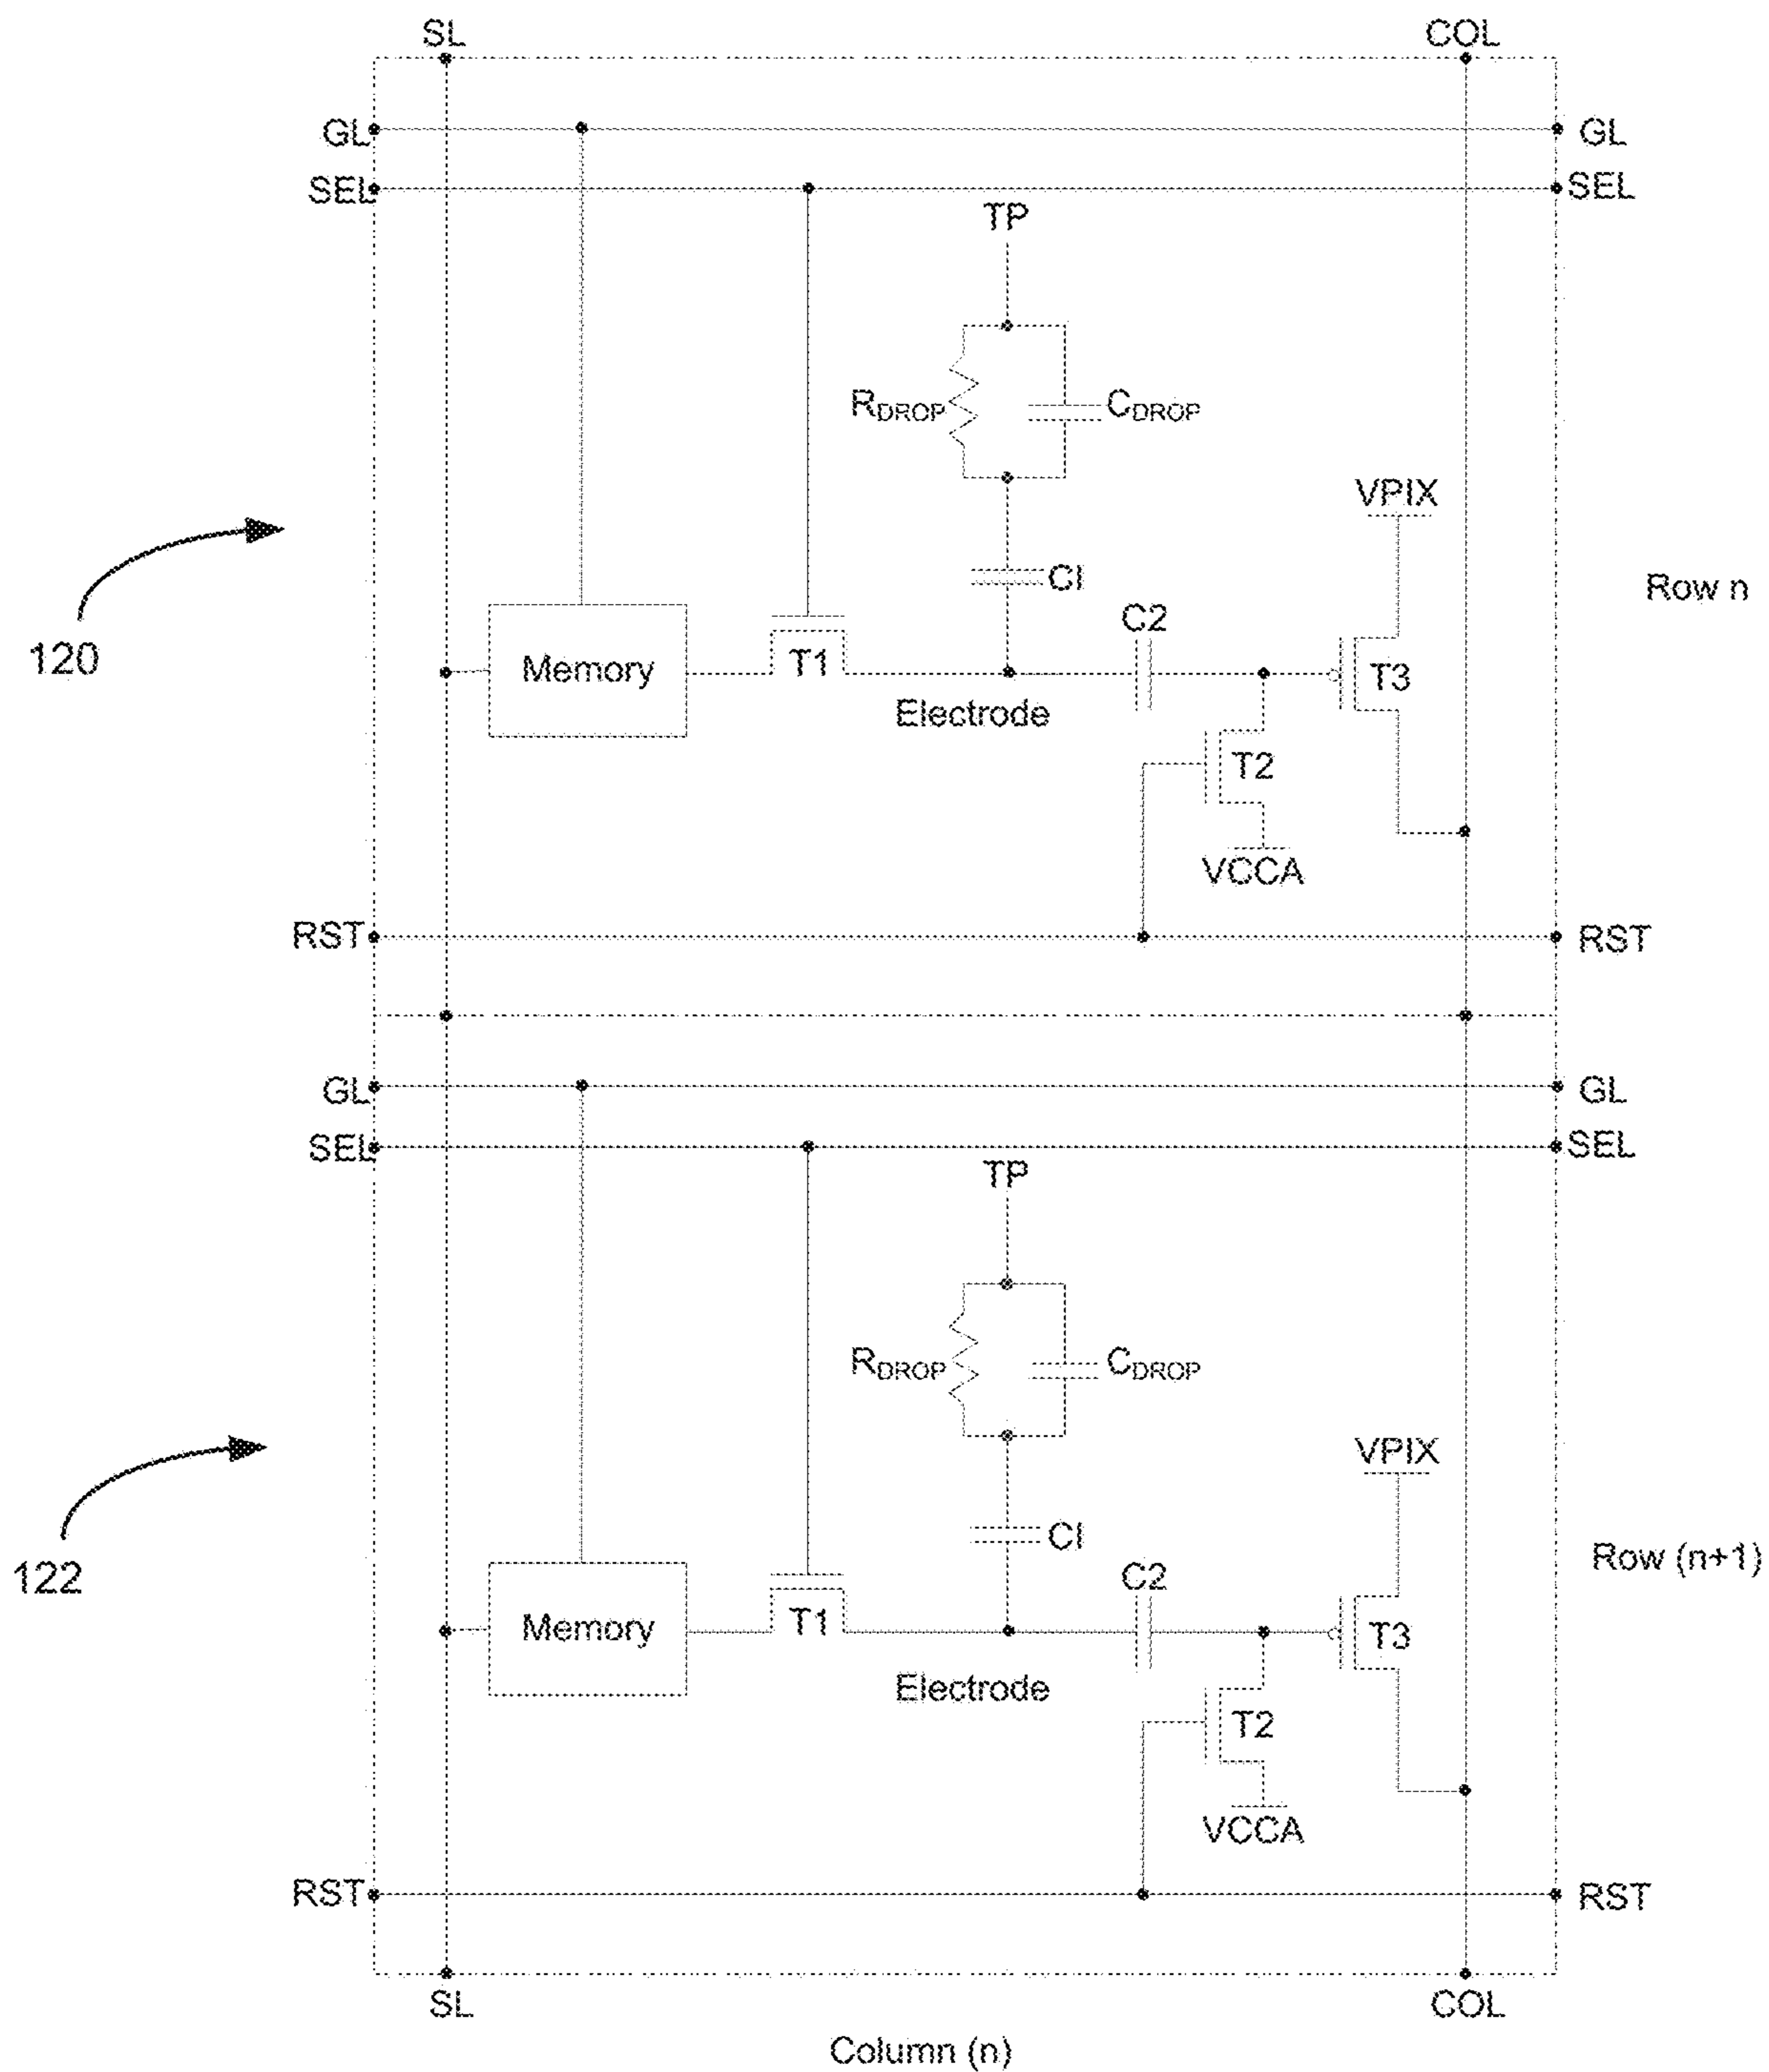 SL COL
GL GL
SEL SEL
TP
RDROP CDROP
VPIX
CI
Row n
C2
120
Memory T1 T3
Electrode
T2
VCCA
RST RST
GL GL
SEL SEL
TP
RDROP CDROP
VPIX
CI
Row (n+1)
C2
122
Memory T1 T3
Electrode
T2
VCCA
RST RST
SL COL
Column (n)